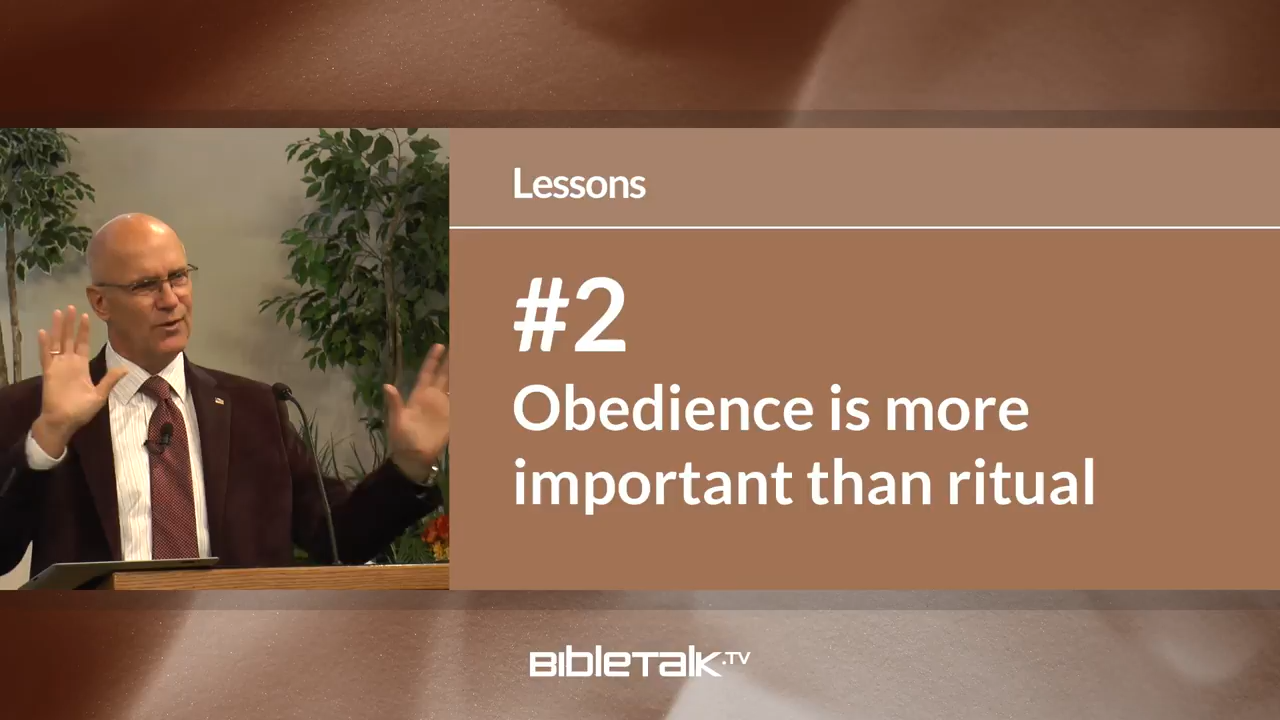 Lessons
#2
Obedience is more
important than ritual
BIBLETALK.TV